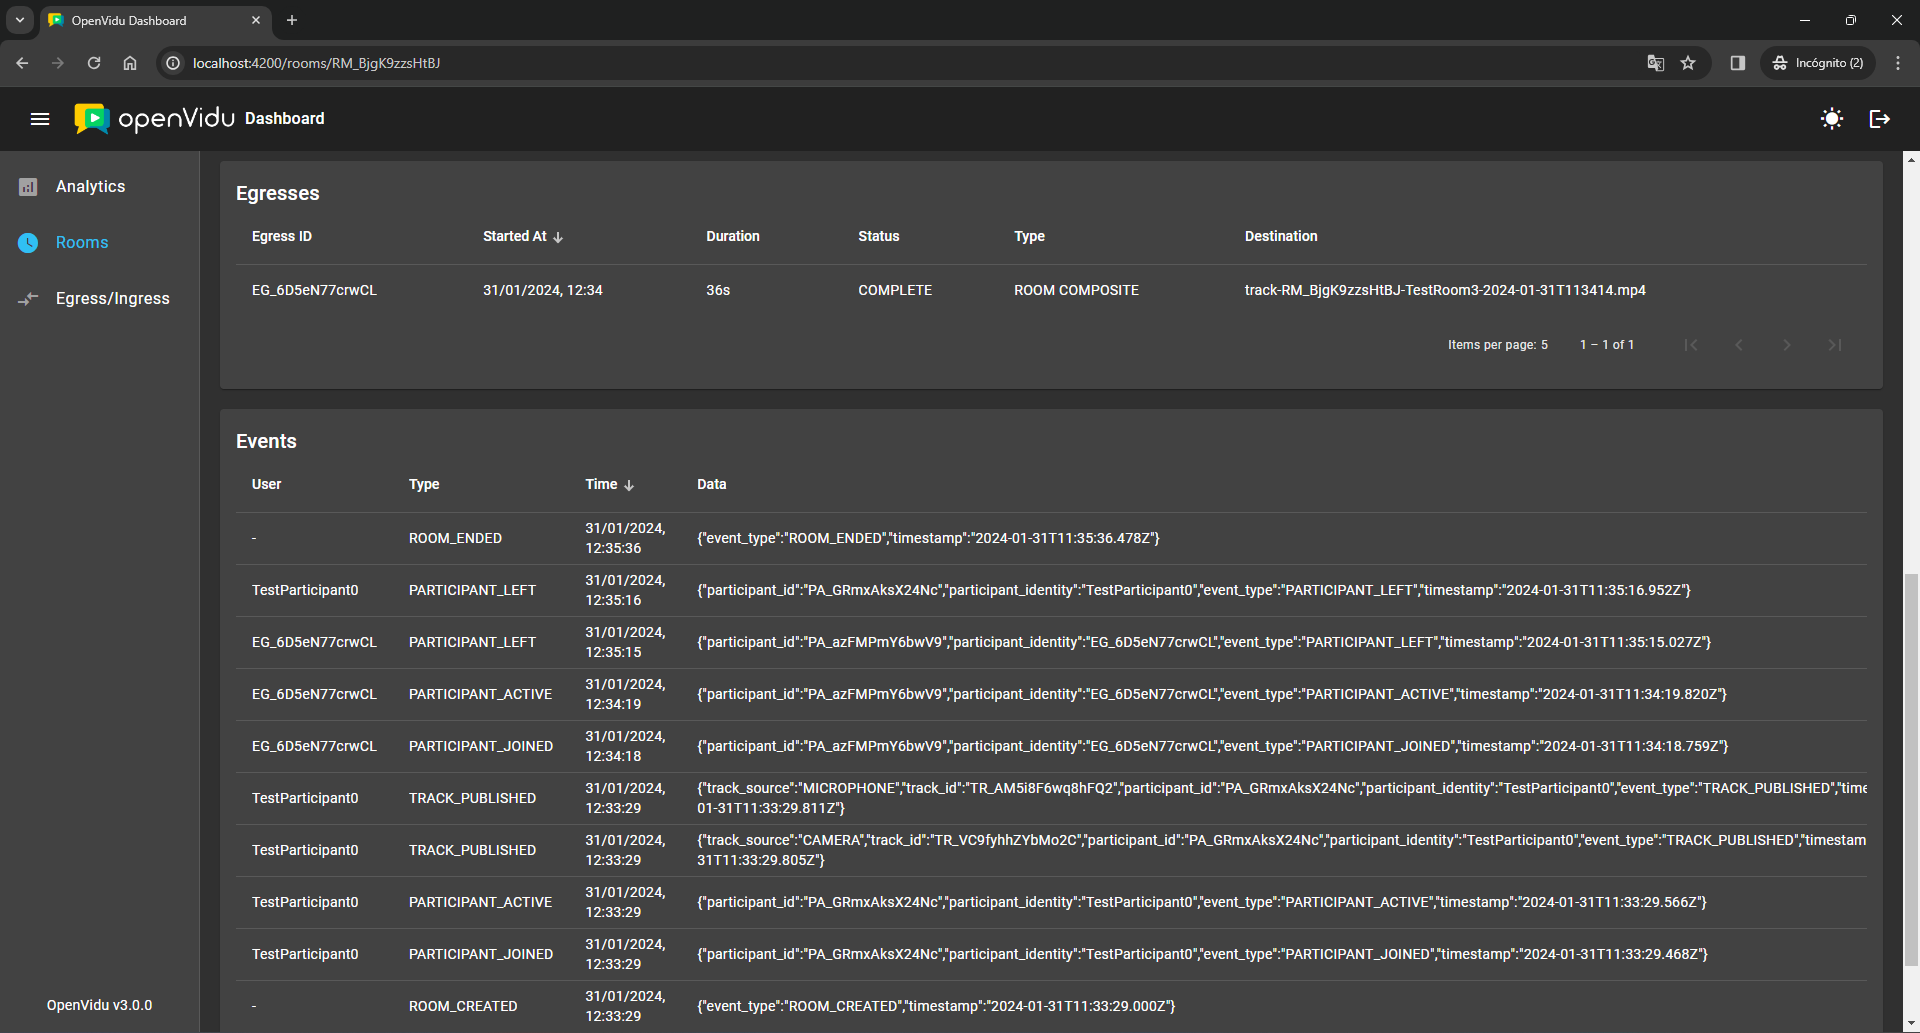 OpenVidu Dashboard
localhost:4200/rooms/RM_BjgK9zzsHtBJ
Incógnito (2)
openVidu Dashboard
Analytics
Rooms
Egress/Ingress
OpenVidu v3.0.0
Egresses
Egress ID Started At Duration Status Type Destination
EG_6D5eN77crwCL 31/01/2024, 12:34 36s COMPLETE ROOM COMPOSITE track-RM_BjgK9zzsHtBJ-TestRoom3-2024-01-31T113414.mp4
Items per page: 5 1 – 1 of 1
Events
User Type Time Data
- ROOM_ENDED 31/01/2024, 12:35:36 {"event_type":"ROOM_ENDED","timestamp":"2024-01-31T11:35:36.478Z"}
TestParticipant0 PARTICIPANT_LEFT 31/01/2024, 12:35:16 {"participant_id":"PA_GRmxAksX24Nc","participant_identity":"TestParticipant0","event_type":"PARTICIPANT_LEFT","timestamp":"2024-01-31T11:35:16.952Z"}
EG_6D5eN77crwCL PARTICIPANT_LEFT 31/01/2024, 12:35:15 {"participant_id":"PA_azFMPmY6bwV9","participant_identity":"EG_6D5eN77crwCL","event_type":"PARTICIPANT_LEFT","timestamp":"2024-01-31T11:35:15.027Z"}
EG_6D5eN77crwCL PARTICIPANT_ACTIVE 31/01/2024, 12:34:19 {"participant_id":"PA_azFMPmY6bwV9","participant_identity":"EG_6D5eN77crwCL","event_type":"PARTICIPANT_ACTIVE","timestamp":"2024-01-31T11:34:19.820Z"}
EG_6D5eN77crwCL PARTICIPANT_JOINED 31/01/2024, 12:34:18 {"participant_id":"PA_azFMPmY6bwV9","participant_identity":"EG_6D5eN77crwCL","event_type":"PARTICIPANT_JOINED","timestamp":"2024-01-31T11:34:18.759Z"}
TestParticipant0 TRACK_PUBLISHED 31/01/2024, 12:33:29 {"track_source":"MICROPHONE","track_id":"TR_AM5i8F6wq8hFQ2","participant_id":"PA_GRmxAksX24Nc","participant_identity":"TestParticipant0","event_type":"TRACK_PUBLISHED","time
01-31T11:33:29.811Z"}
TestParticipant0 TRACK_PUBLISHED 31/01/2024, 12:33:29 {"track_source":"CAMERA","track_id":"TR_VC9fyhhZYbMo2C","participant_id":"PA_GRmxAksX24Nc","participant_identity":"TestParticipant0","event_type":"TRACK_PUBLISHED","timestam
31T11:33:29.805Z"}
TestParticipant0 PARTICIPANT_ACTIVE 31/01/2024, 12:33:29 {"participant_id":"PA_GRmxAksX24Nc","participant_identity":"TestParticipant0","event_type":"PARTICIPANT_ACTIVE","timestamp":"2024-01-31T11:33:29.566Z"}
TestParticipant0 PARTICIPANT_JOINED 31/01/2024, 12:33:29 {"participant_id":"PA_GRmxAksX24Nc","participant_identity":"TestParticipant0","event_type":"PARTICIPANT_JOINED","timestamp":"2024-01-31T11:33:29.468Z"}
- ROOM_CREATED 31/01/2024, 12:33:29 {"event_type":"ROOM_CREATED","timestamp":"2024-01-31T11:33:29.000Z"}